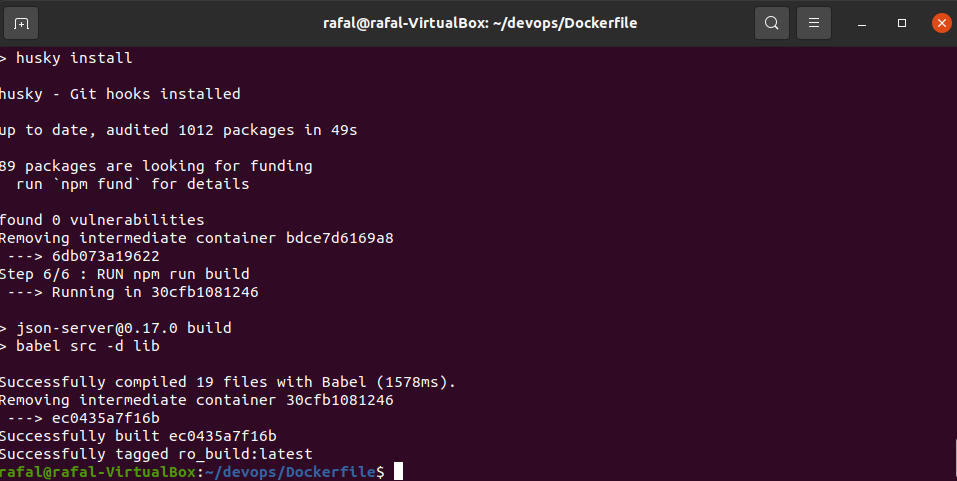 rafal@rafal-VirtualBox: ~/devops/Dockerfile
> husky install
husky - Git hooks installed
up to date, audited 1012 packages in 49s
89 packages are looking for funding
  run `npm fund` for details
found 0 vulnerabilities
Removing intermediate container bdce7d6169a8
 ---> 6db073a19622
Step 6/6 : RUN npm run build
 ---> Running in 30cfb1081246
> json-server@0.17.0 build
> babel src -d lib
Successfully compiled 19 files with Babel (1578ms).
Removing intermediate container 30cfb1081246
 ---> ec0435a7f16b
Successfully built ec0435a7f16b
Successfully tagged ro_build:latest
rafal@rafal-VirtualBox:~/devops/Dockerfile$